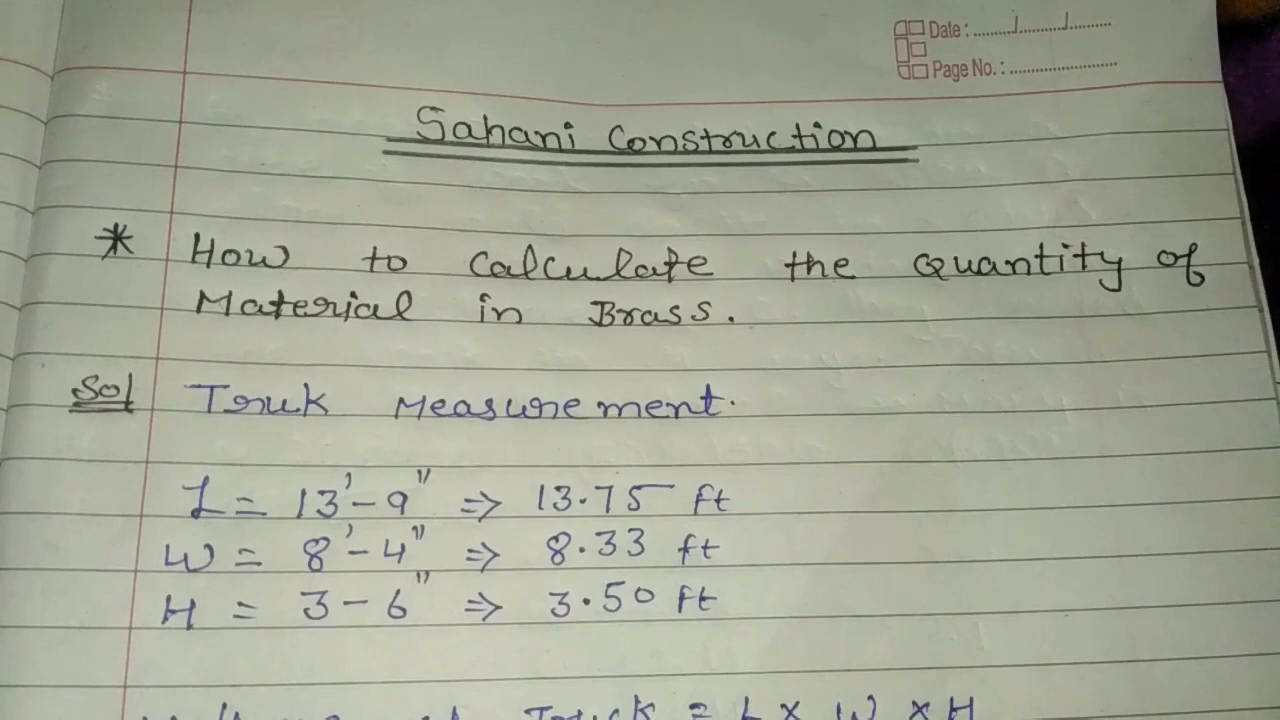 Date : ......../........../..........
Page No. : ........................
Sahani Construction
* How to Calculate the Quantity of
Material in Brass.
Sol Truk Measurement.
L = 13'-9" => 13.75 ft
W = 8'-4" => 8.33 ft
H = 3-6" => 3.50 ft
Truck = L x W x H